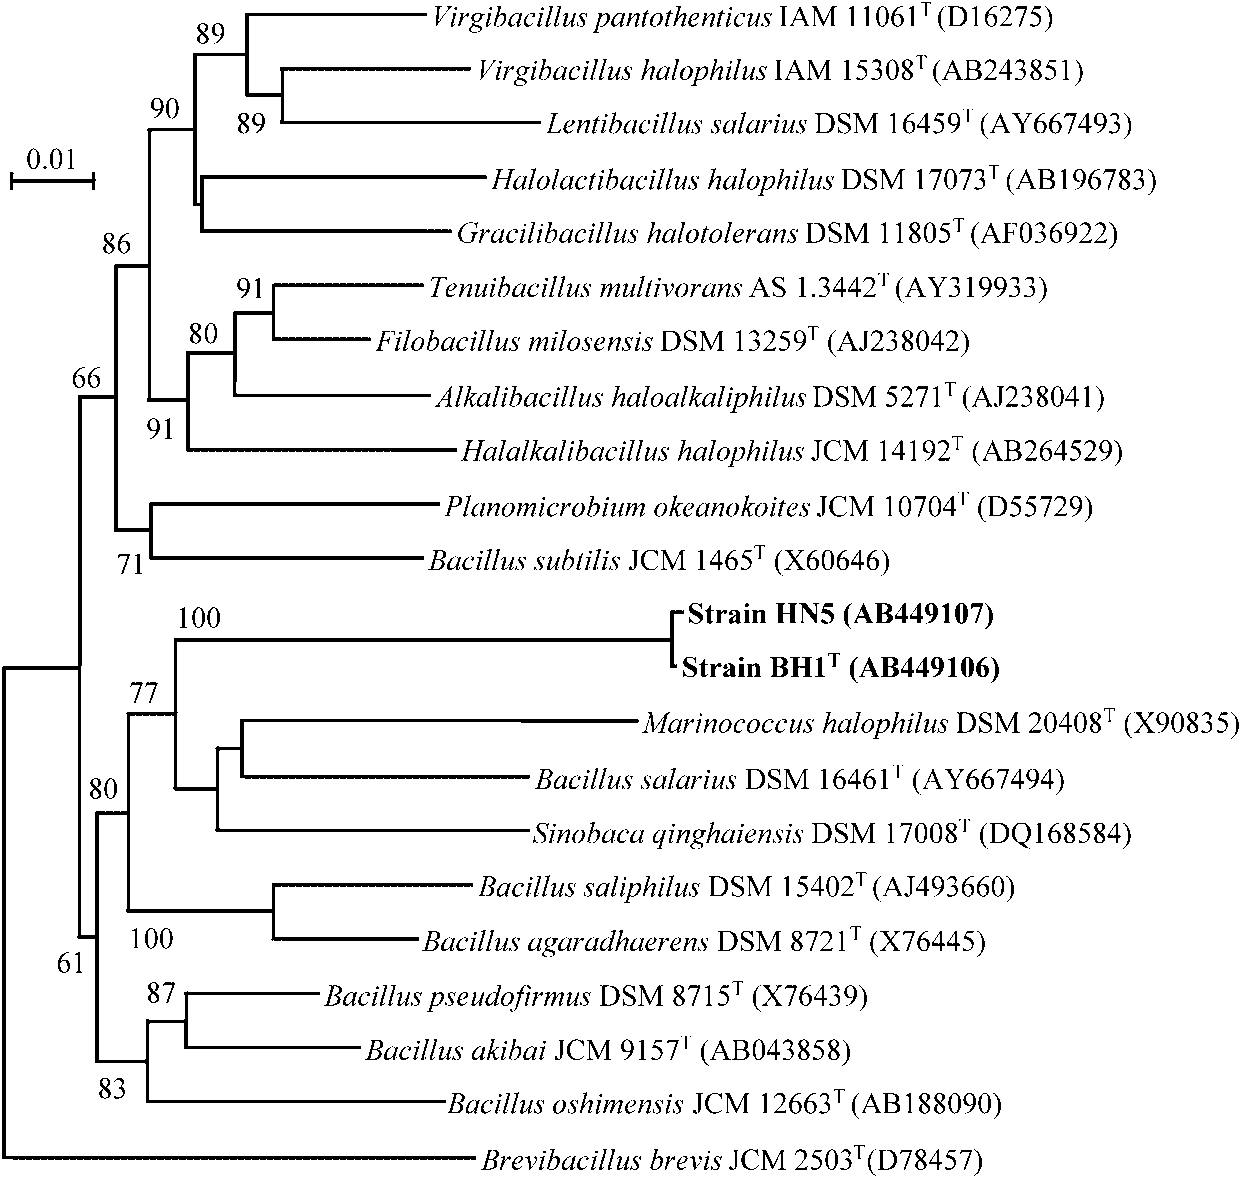 Virgibacillus pantothenticus IAM 11061T (D16275)
89
Virgibacillus halophilus IAM 15308T (AB243851)
90
89
Lentibacillus salarius DSM 16459T (AY667493)
0.01
Halolactibacillus halophilus DSM 17073T (AB196783)
Gracilibacillus halotolerans DSM 11805T (AF036922)
86
91
Tenuibacillus multivorans AS 1.3442T (AY319933)
80
Filobacillus milosensis DSM 13259T (AJ238042)
66
Alkalibacillus haloalkaliphilus DSM 5271T (AJ238041)
91
Halalkalibacillus halophilus JCM 14192T (AB264529)
Planomicrobium okeanokoites JCM 10704T (D55729)
71
Bacillus subtilis JCM 1465T (X60646)
100
Strain HN5 (AB449107)
Strain BH1T (AB449106)
77
Marinococcus halophilus DSM 20408T (X90835)
Bacillus salarius DSM 16461T (AY667494)
80
Sinobaca qinghaiensis DSM 17008T (DQ168584)
Bacillus saliphilus DSM 15402T (AJ493660)
100
Bacillus agaradhaerens DSM 8721T (X76445)
61
87
Bacillus pseudofirmus DSM 8715T (X76439)
Bacillus akibai JCM 9157T (AB043858)
83
Bacillus oshimensis JCM 12663T (AB188090)
Brevibacillus brevis JCM 2503T (D78457)